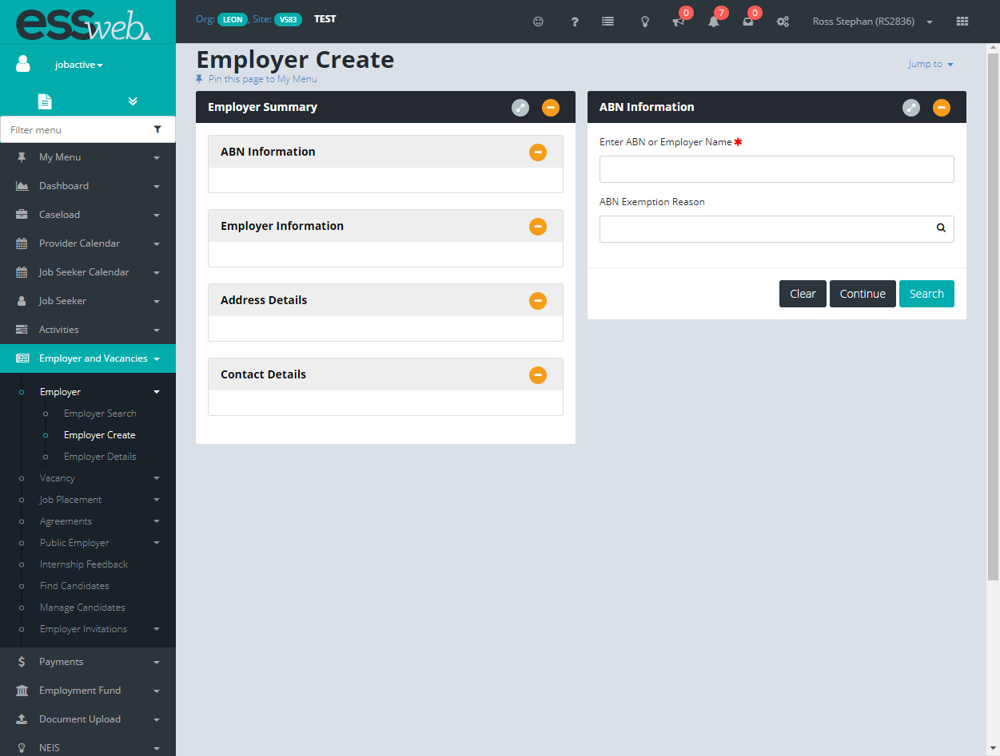 essweb
Org: LEON, Site: V583 TEST
0
7
0
Ross Stephan (RS2836)
jobactive
Filter menu
My Menu
Dashboard
Caseload
Provider Calendar
Job Seeker Calendar
Job Seeker
Activities
Employer and Vacancies
Employer
Employer Search
Employer Create
Employer Details
Vacancy
Job Placement
Agreements
Public Employer
Internship Feedback
Find Candidates
Manage Candidates
Employer Invitations
Payments
Employment Fund
Document Upload
NEIS
Employer Create
Pin this page to My Menu
Jump to
Employer Summary
ABN Information
Employer Information
Address Details
Contact Details
ABN Information
Enter ABN or Employer Name *
ABN Exemption Reason
Clear Continue Search